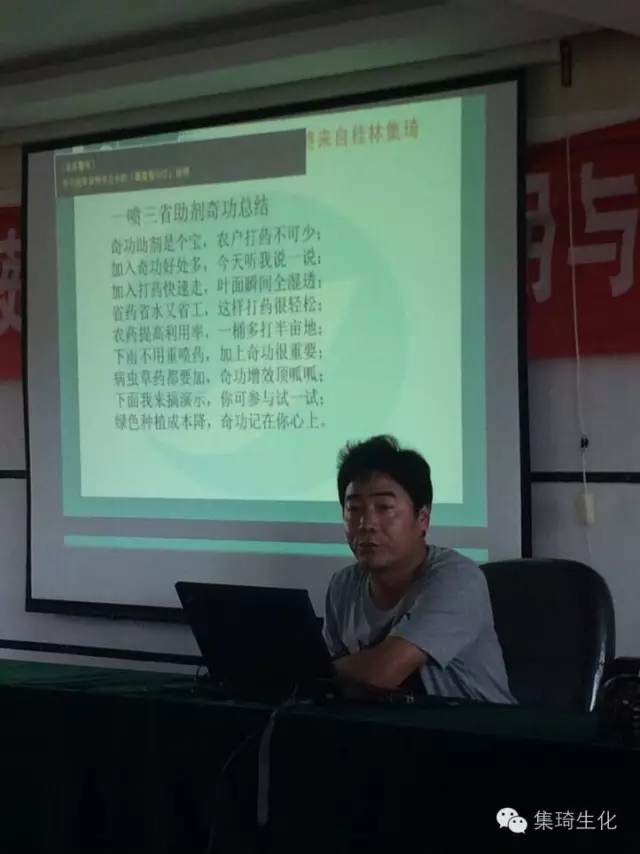 来自桂林集琦
一喷三省助剂奇功总结
奇功助剂是个宝，农户打药不可少；
加入奇功好处多，今天听我说一说；
加入打药快速走，叶面瞬间全湿透；
省药省水又省工，这样打药很轻松；
农药提高利用率，一桶多打半亩地；
下雨不用重喷药，加上奇功很重要；
病虫草药都要加，奇功增效顶呱呱；
下面我来搞演示，你可参与试一试；
绿色种植成本降，奇功记在你心上。
与
集琦生化